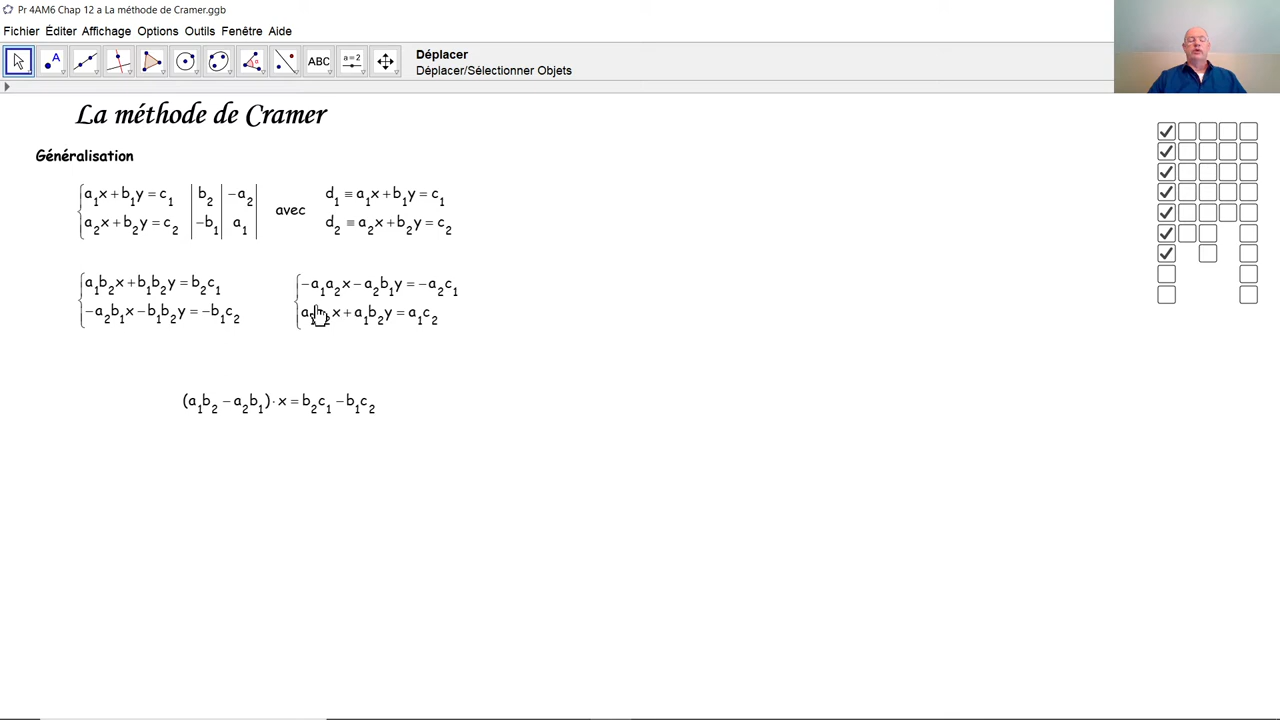 Pr 4AM6 Chap 12 a La méthode de Cramer.ggb
Fichier Éditer Affichage Options Outils Fenêtre Aide
ABC a=2 Déplacer
Déplacer/Sélectionner Objets
La méthode de Cramer
Généralisation
{a₁x + b₁y = c₁ | b₂ | −a₂ | avec d₁ ≡ a₁x + b₁y = c₁
{a₂x + b₂y = c₂ | −b₁ | a₁ | d₂ ≡ a₂x + b₂y = c₂
{a₁b₂x + b₁b₂y = b₂c₁ {−a₁a₂x − a₂b₁y = −a₂c₁
{−a₂b₁x − b₁b₂y = −b₁c₂ {a₁a₂x + a₁b₂y = a₁c₂
(a₁b₂ − a₂b₁) · x = b₂c₁ − b₁c₂